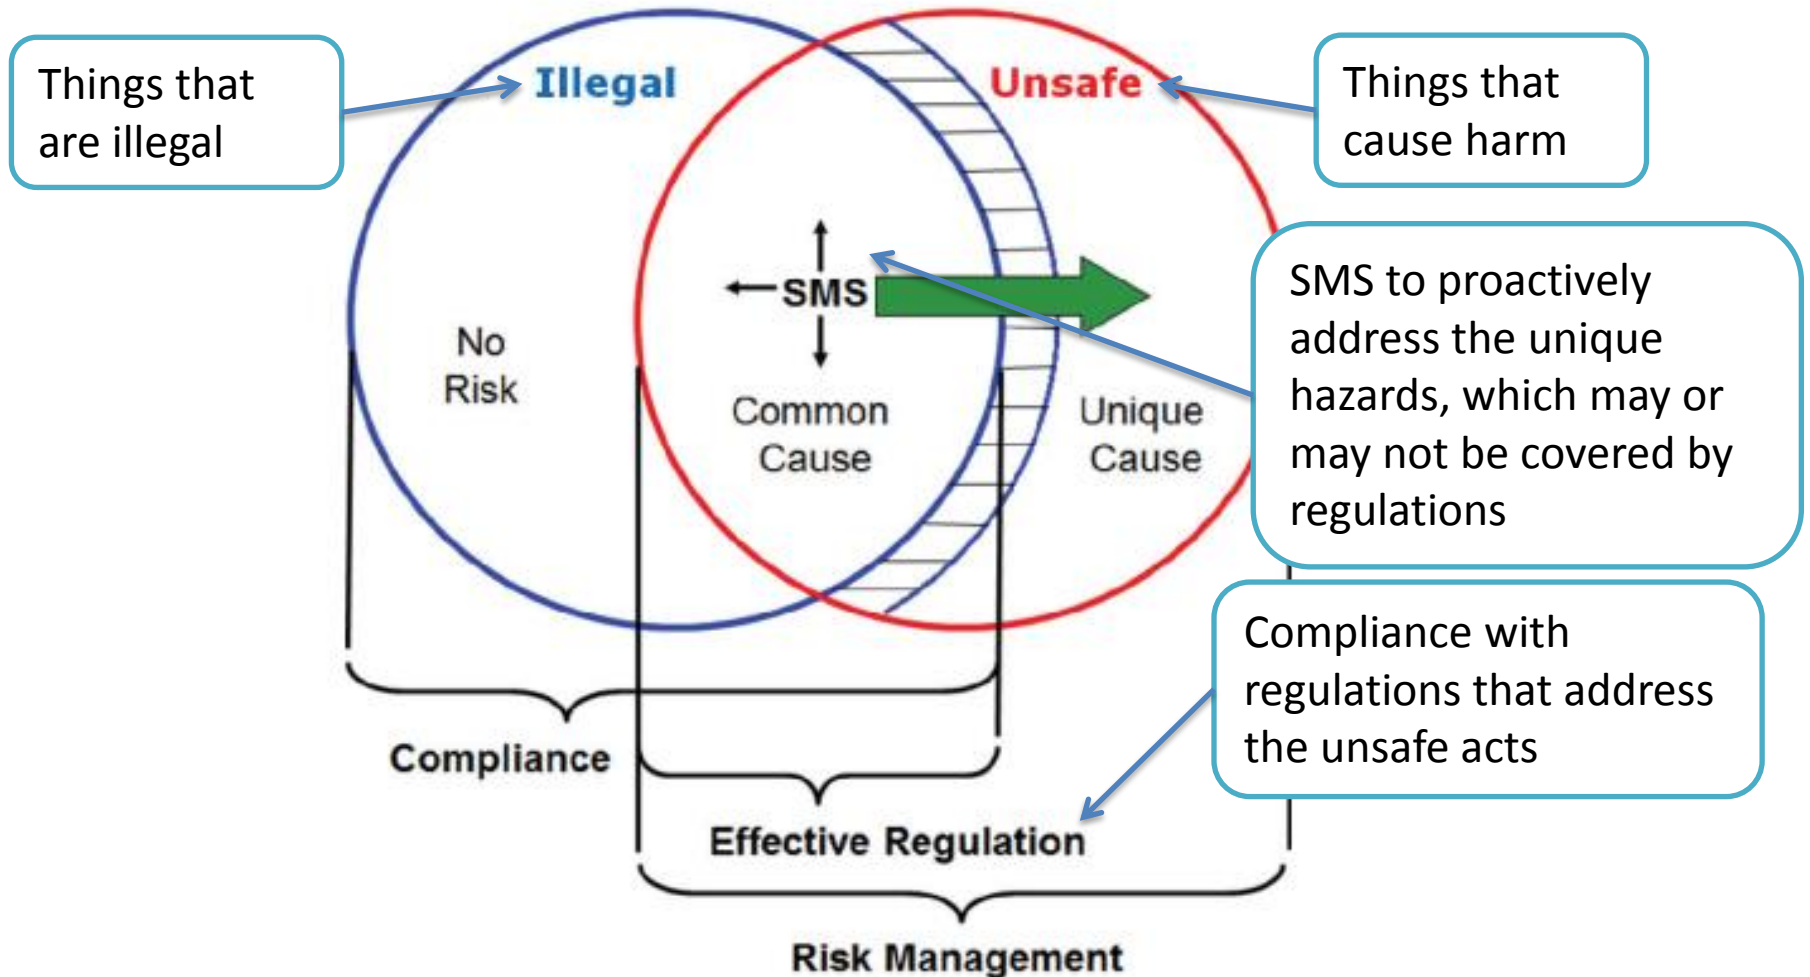 Things that
are illegal
Illegal
Unsafe
Things that
cause harm
SMS
No
Risk
Common
Cause
Unique
Cause
SMS to proactively
address the unique
hazards, which may or
may not be covered by
regulations
Compliance with
regulations that address
the unsafe acts
Compliance
Effective Regulation
Risk Management